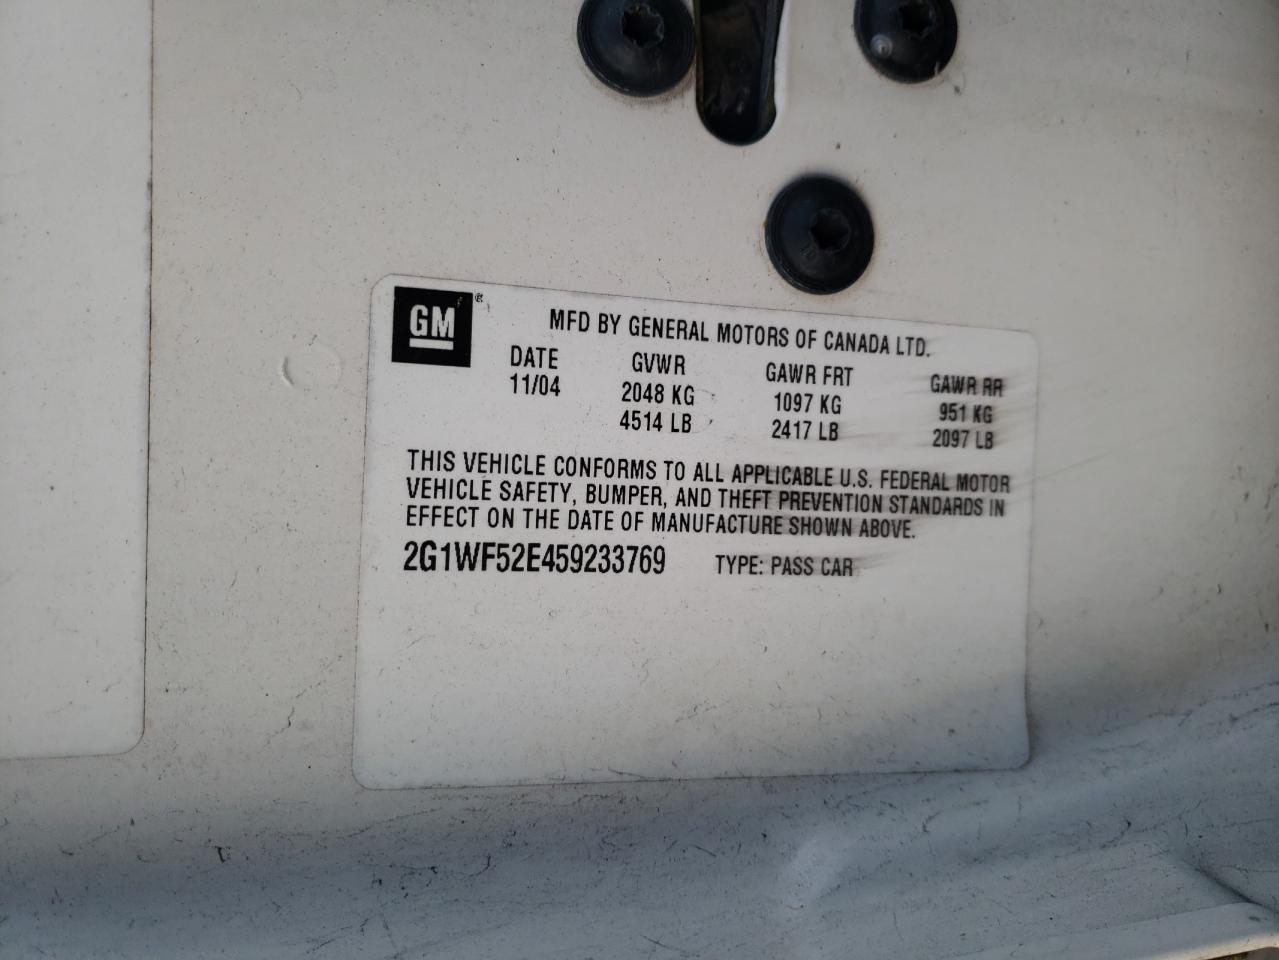 GM®
MFD BY GENERAL MOTORS OF CANADA LTD.
DATE GVWR GAWR FRT GAWR RR
11/04 2048 KG 1097 KG 951 KG
4514 LB 2417 LB 2097 LB
THIS VEHICLE CONFORMS TO ALL APPLICABLE U.S. FEDERAL MOTOR
VEHICLE SAFETY, BUMPER, AND THEFT PREVENTION STANDARDS IN
EFFECT ON THE DATE OF MANUFACTURE SHOWN ABOVE.
2G1WF52E459233769 TYPE: PASS CAR